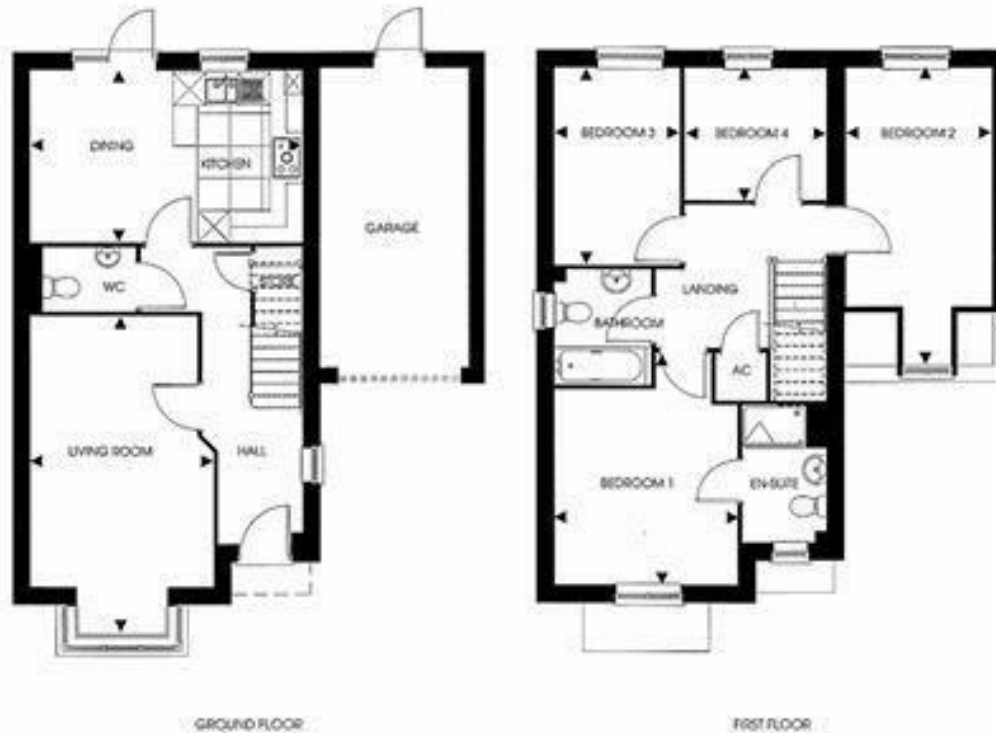 DINING
KITCHEN
GARAGE
WC
LIVING ROOM
HALL
GROUND FLOOR
BEDROOM 3
BEDROOM 4
BEDROOM 2
LANDING
BATHROOM
AC
BEDROOM 1
EN-SUITE
FIRST FLOOR